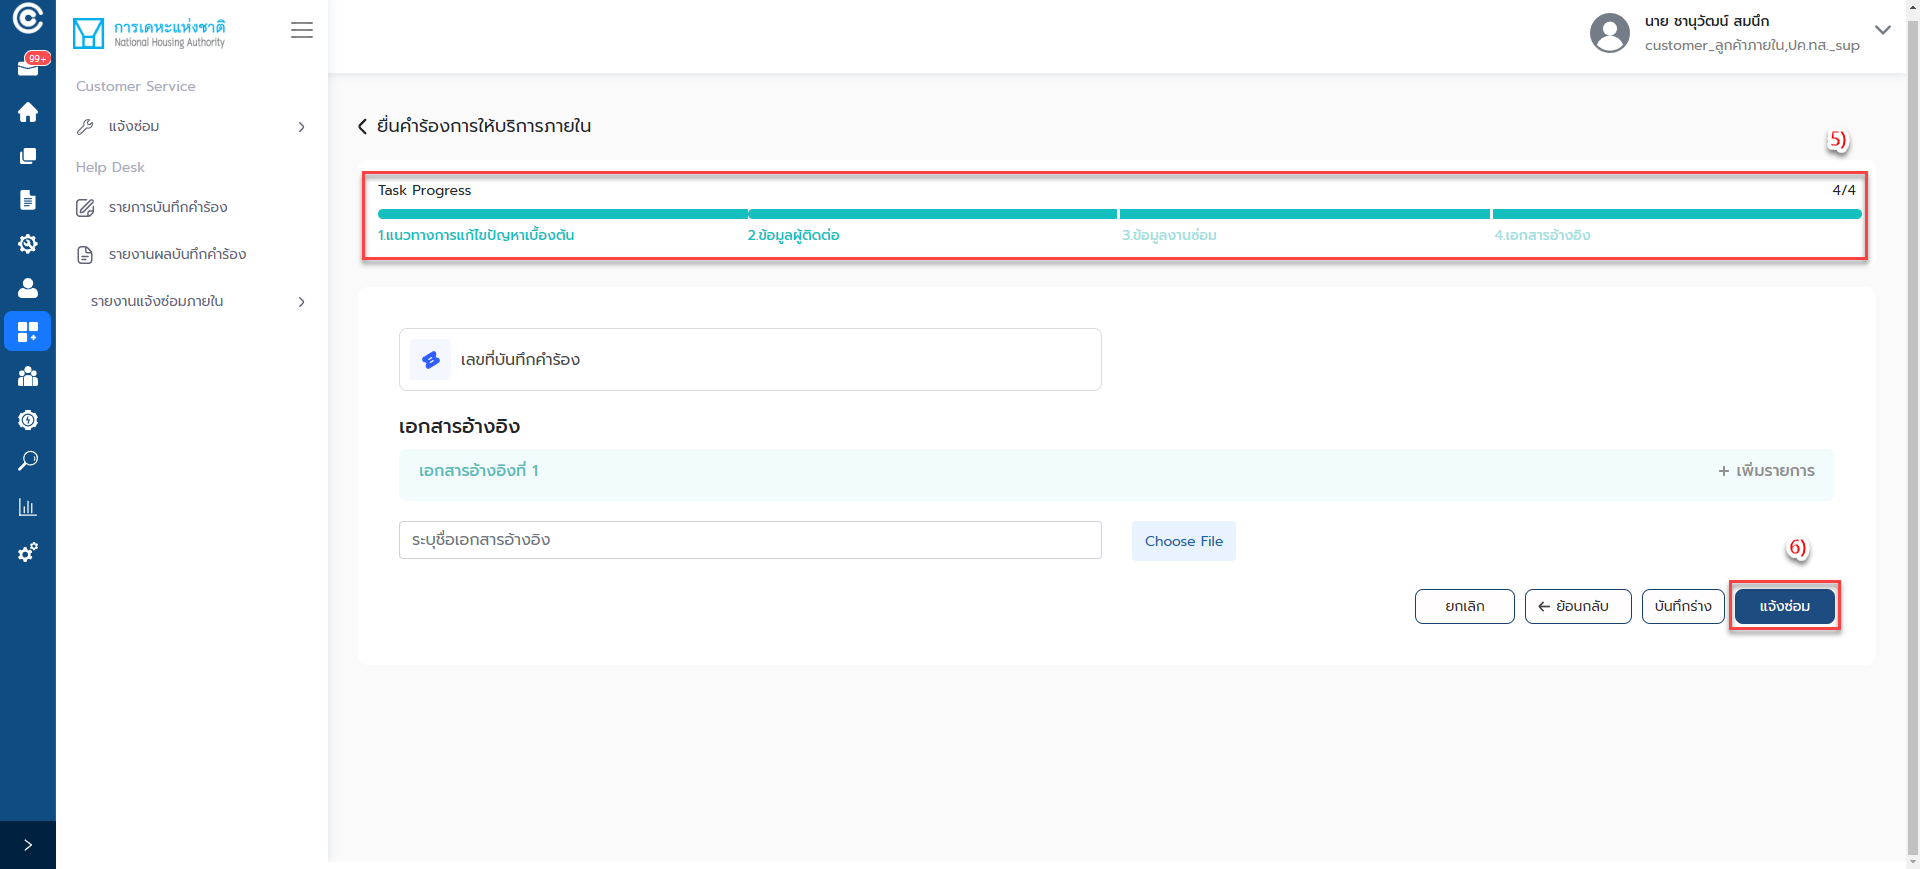 99+
การเคหะแห่งชาติ
National Housing Authority
Customer Service
แจ้งซ่อม
Help Desk
รายการบันทึกคำร้อง
รายงานผลบันทึกคำร้อง
รายงานแจ้งซ่อมภายใน
นาย ชานุวัฒน์ สมนึก
customer_ลูกค้าภายใน,ปค.ทส._sup
ยื่นคำร้องการให้บริการภายใน
5)
Task Progress 4/4
1.แนวทางการแก้ไขปัญหาเบื้องต้น 2.ข้อมูลผู้ติดต่อ 3.ข้อมูลงานซ่อม 4.เอกสารอ้างอิง
เลขที่บันทึกคำร้อง
เอกสารอ้างอิง
เอกสารอ้างอิงที่ 1 + เพิ่มรายการ
ระบุชื่อเอกสารอ้างอิง Choose File
6)
ยกเลิก ← ย้อนกลับ บันทึกร่าง แจ้งซ่อม